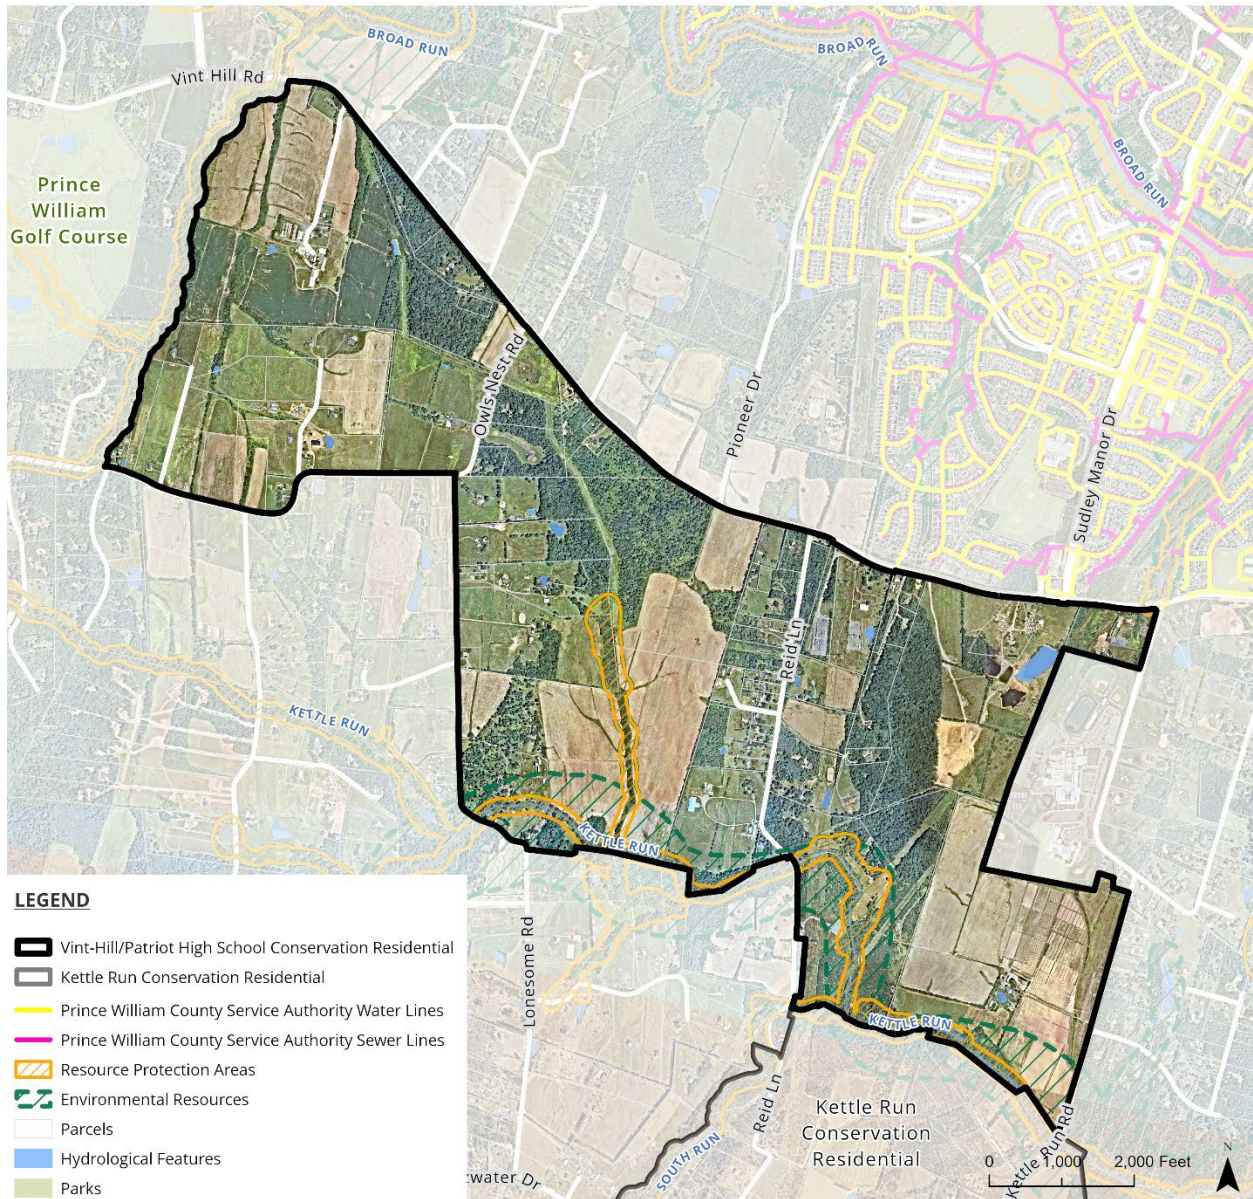 BROAD RUN
BROAD RUN
Vint Hill Rd
Prince
William
Golf Course
BROAD RUN
Owls Nest Rd
Pioneer Dr
Sudley Manor Dr
Reid Ln
KETTLE RUN
KETTLE RUN
LEGEND
Vint-Hill/Patriot High School Conservation Residential
Kettle Run Conservation Residential
Prince William County Service Authority Water Lines
Prince William County Service Authority Sewer Lines
Resource Protection Areas
Environmental Resources
Parcels
Hydrological Features
Parks
Lonesome Rd
KETTLE RUN
Reid Ln
Kettle Run
Conservation
Residential
SOUTH RUN
zwater Dr
Kettle Run Rd
0 1,000 2,000 Feet
N